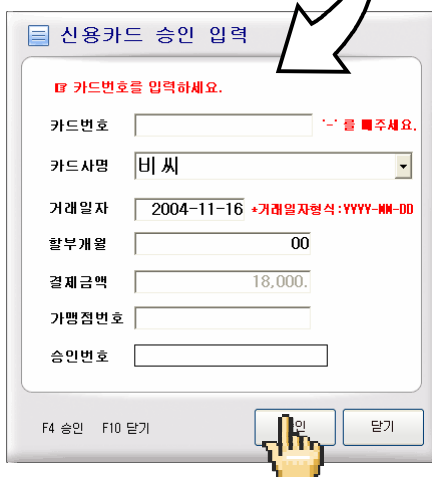 신용카드 승인 입력
☞ 카드번호를 입력하세요.
카드번호 '-' 를 빼주세요.
카드사명 비 씨
거래일자 2004-11-16 *거래일자형식:YYYY-MM-DD
할부개월 00
결제금액 18,000.
가맹점번호
승인번호
F4 승인 F10 닫기 인 닫기